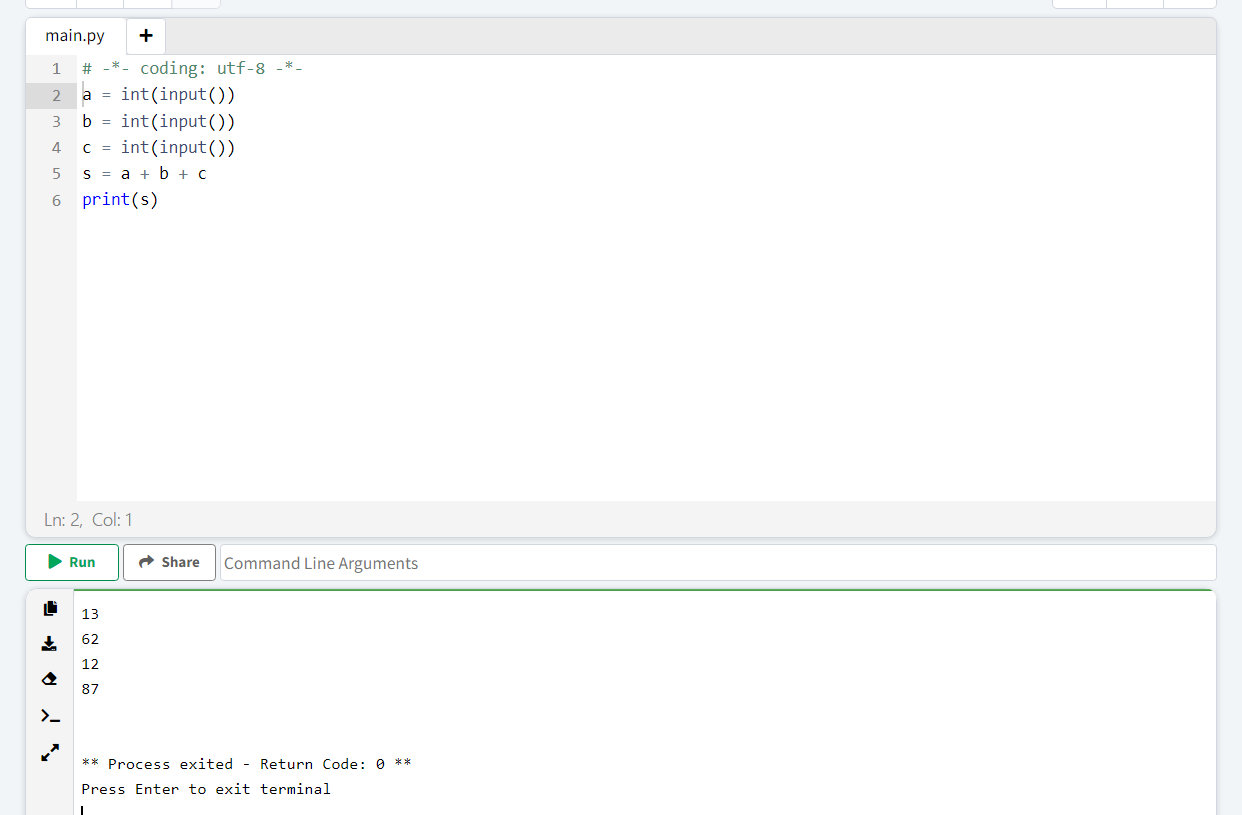 main.py
+
1 # -*- coding: utf-8 -*-
2 a = int(input())
3 b = int(input())
4 c = int(input())
5 s = a + b + c
6 print(s)
Ln: 2, Col: 1
Run Share Command Line Arguments
13
62
12
87
** Process exited - Return Code: 0 **
Press Enter to exit terminal